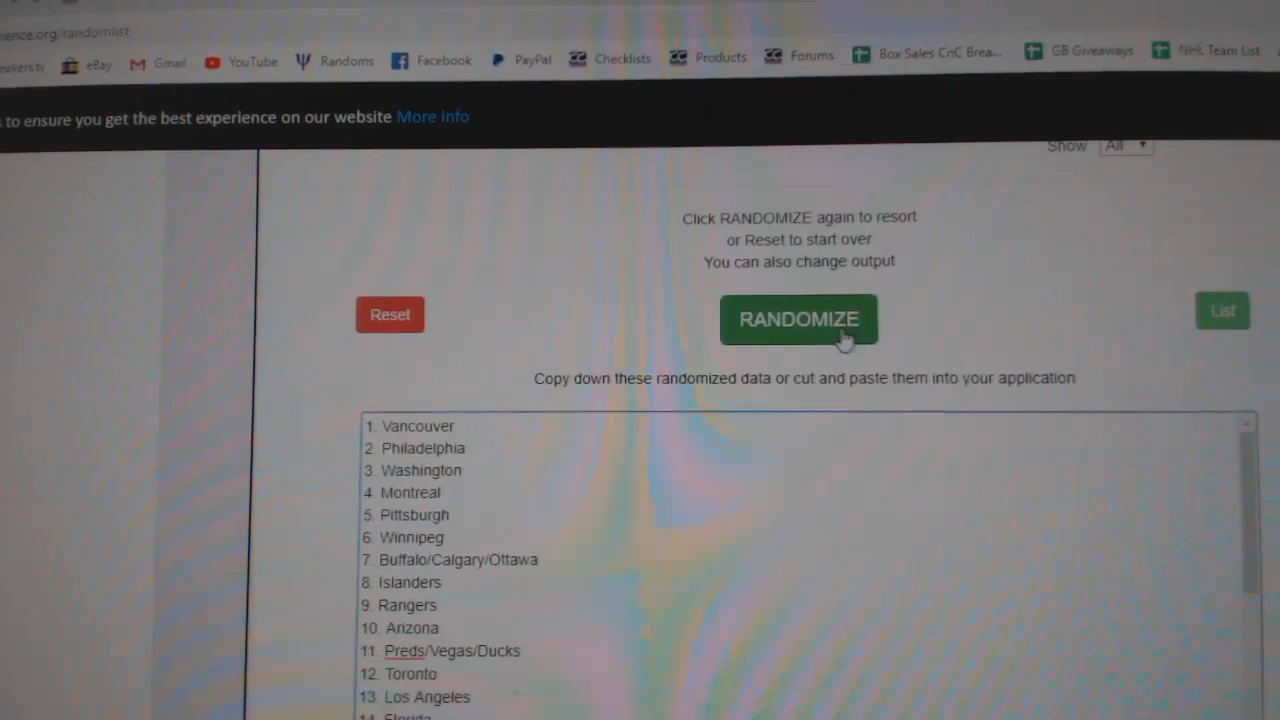 ence.org/randomlist
eakers.tv eBay Gmail YouTube Randoms Facebook PayPal Checklists Products Forums Box Sales CnC Brea... GB Giveaways NHL Team List
to ensure you get the best experience on our website More info
Show All
Click RANDOMIZE again to resort
or Reset to start over
You can also change output
Reset RANDOMIZE List
Copy down these randomized data or cut and paste them into your application
1. Vancouver
2. Philadelphia
3. Washington
4. Montreal
5. Pittsburgh
6. Winnipeg
7. Buffalo/Calgary/Ottawa
8. Islanders
9. Rangers
10. Arizona
11. Preds/Vegas/Ducks
12. Toronto
13. Los Angeles
14. Florida